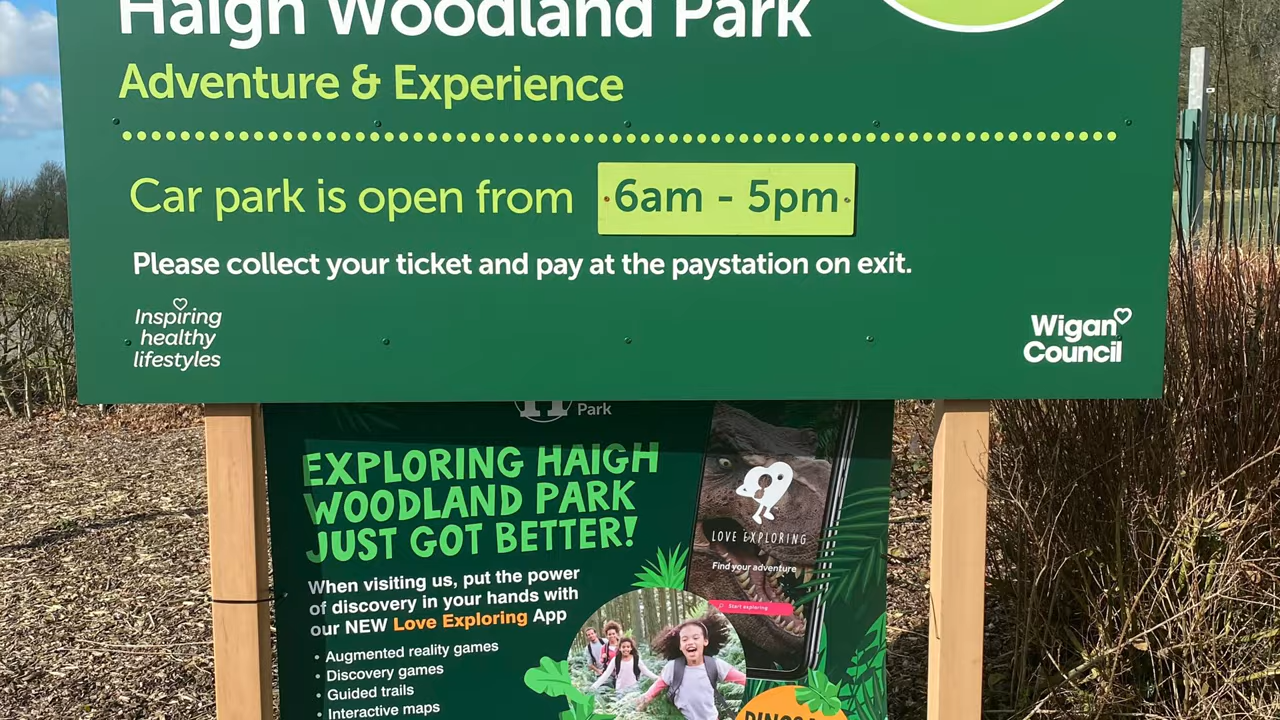 Haigh Woodland Park
Adventure & Experience
Car park is open from 6am - 5pm
Please collect your ticket and pay at the paystation on exit.
Inspiring
healthy
lifestyles
Wigan
Council
Park
EXPLORING HAIGH
WOODLAND PARK
JUST GOT BETTER!
When visiting us, put the power
of discovery in your hands with
our NEW Love Exploring App
• Augmented reality games
• Discovery games
• Guided trails
• Interactive maps
LOVE EXPLORING
Find your adventure
Start exploring